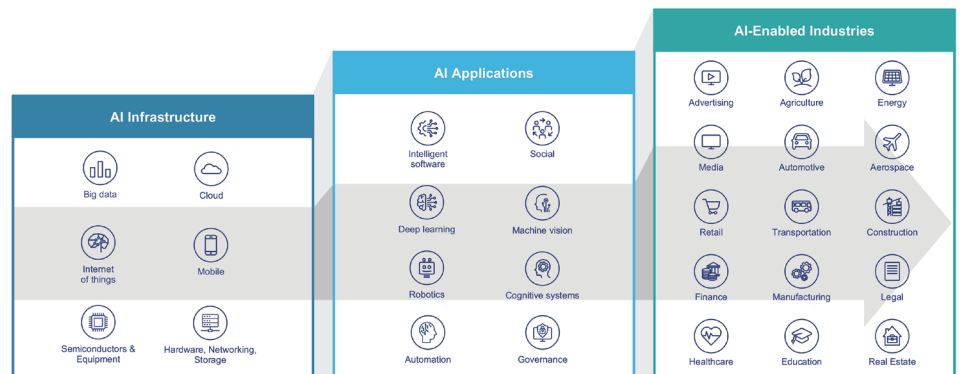 AI Infrastructure
Big data
Cloud
Internet
of things
Mobile
Semiconductors &
Equipment
Hardware, Networking,
Storage
AI Applications
Intelligent
software
Social
Deep learning
Machine vision
Robotics
Cognitive systems
Automation
Governance
AI-Enabled Industries
Advertising
Agriculture
Energy
Media
Automotive
Aerospace
Retail
Transportation
Construction
Finance
Manufacturing
Legal
Healthcare
Education
Real Estate